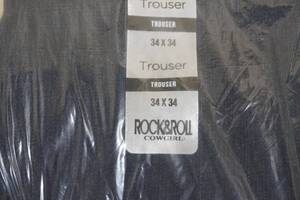 Trouser
TROUSER
34 X 34
Trouser
TROUSER
34 X 34
ROCK&ROLL
COWGIRL